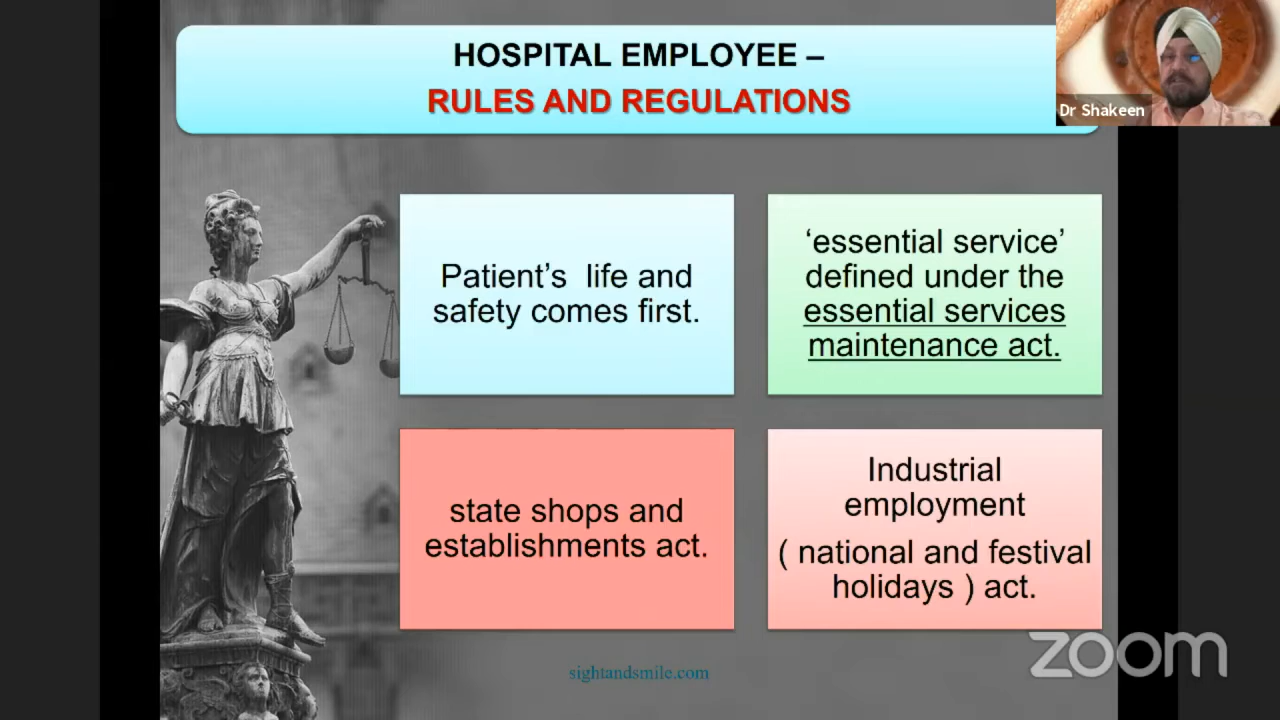 HOSPITAL EMPLOYEE –
RULES AND REGULATIONS
Dr Shakeen
Patient’s life and
safety comes first.
‘essential service’
defined under the
essential services
maintenance act.
state shops and
establishments act.
Industrial
employment
( national and festival
holidays ) act.
sightandsmile.com
zoom